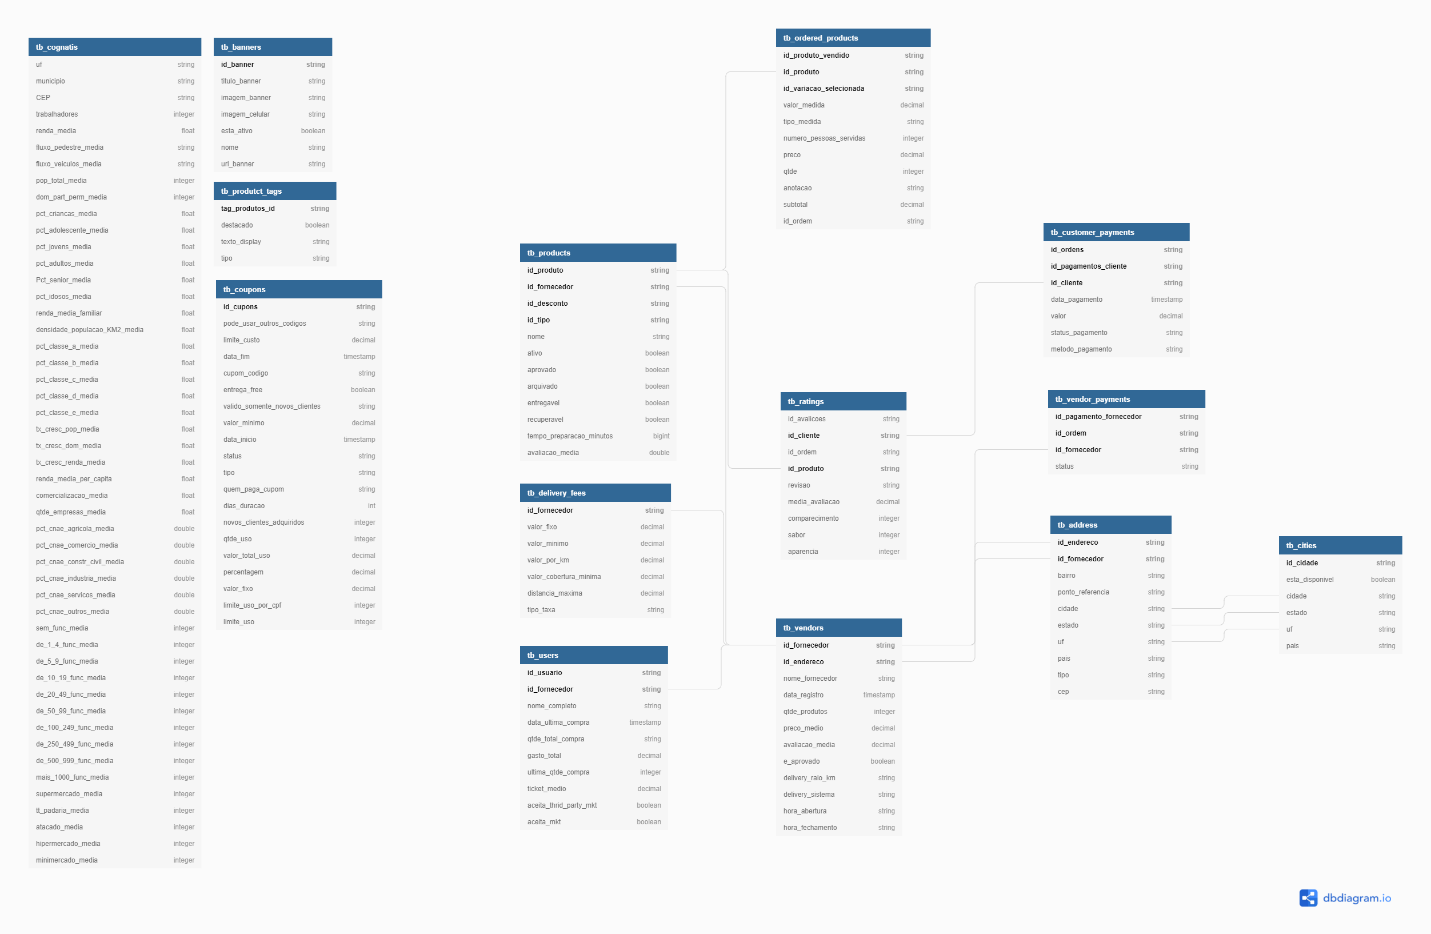 tb_cognatis
uf string
municipio string
CEP string
trabalhadores integer
renda_media float
fluxo_pedestre_media string
fluxo_veiculos_media string
pop_total_media integer
dom_part_perm_media integer
pct_criancas_media float
pct_adolescente_media float
pct_jovens_media float
pct_adultos_media float
Pct_senior_media float
pct_idosos_media float
renda_media_familiar float
densidade_populacao_KM2_media float
pct_classe_a_media float
pct_classe_b_media float
pct_classe_c_media float
pct_classe_d_media float
pct_classe_e_media float
tx_cresc_pop_media float
tx_cresc_dom_media float
tx_cresc_renda_media float
renda_media_per_capita float
comercializacao_media float
qtde_empresas_media float
pct_cnae_agricola_media double
pct_cnae_comercio_media double
pct_cnae_constr_civil_media double
pct_cnae_industria_media double
pct_cnae_servicos_media double
pct_cnae_outros_media double
sem_func_media integer
de_1_4_func_media integer
de_5_9_func_media integer
de_10_19_func_media integer
de_20_49_func_media integer
de_50_99_func_media integer
de_100_249_func_media integer
de_250_499_func_media integer
de_500_999_func_media integer
mais_1000_func_media integer
supermercado_media integer
tt_padaria_media integer
atacado_media integer
hipermercado_media integer
minimercado_media integer
tb_banners
id_banner string
titulo_banner string
imagem_banner string
imagem_celular string
esta_ativo boolean
nome string
url_banner string
tb_produtct_tags
tag_produtos_id string
destacado boolean
texto_display string
tipo string
tb_coupons
id_cupons string
pode_usar_outros_codigos string
limite_custo decimal
data_fim timestamp
cupom_codigo string
entrega_free boolean
valido_somente_novos_clientes string
valor_minimo decimal
data_inicio timestamp
status string
tipo string
quem_paga_cupom string
dias_duracao int
novos_clientes_adquiridos integer
qtde_uso integer
valor_total_uso decimal
percentagem decimal
valor_fixo decimal
limite_uso_por_cpf integer
limite_uso integer
tb_products
id_produto string
id_fornecedor string
id_desconto string
id_tipo string
nome string
ativo boolean
aprovado boolean
arquivado boolean
entregavel boolean
recuperavel boolean
tempo_preparacao_minutos bigint
avaliacao_media double
tb_delivery_fees
id_fornecedor string
valor_fixo decimal
valor_minimo decimal
valor_por_km decimal
valor_cobertura_minima decimal
distancia_maxima decimal
tipo_taxa string
tb_users
id_usuario string
id_fornecedor string
nome_completo string
data_ultima_compra timestamp
qtde_total_compra string
gasto_total decimal
ultima_qtde_compra integer
ticket_medio decimal
aceita_thrid_party_mkt boolean
aceita_mkt boolean
tb_ordered_products
id_produto_vendido string
id_produto string
id_variacao_selecionada string
valor_medida decimal
tipo_medida string
numero_pessoas_servidas integer
preco decimal
qtde integer
anotacao string
subtotal decimal
id_ordem string
tb_ratings
id_avalicoes string
id_cliente string
id_ordem string
id_produto string
revisao string
media_avaliacao decimal
comparecimento integer
sabor integer
aparencia integer
tb_vendors
id_fornecedor string
id_endereco string
nome_fornecedor string
data_registro timestamp
qtde_produtos integer
preco_medio decimal
avaliacao_media decimal
e_aprovado boolean
delivery_raio_km string
delivery_sistema string
hora_abertura string
hora_fechamento string
tb_customer_payments
id_ordens string
id_pagamentos_cliente string
id_cliente string
data_pagamento timestamp
valor decimal
status_pagamento string
metodo_pagamento string
tb_vendor_payments
id_pagamento_fornecedor string
id_ordem string
id_fornecedor string
status string
tb_address
id_endereco string
id_fornecedor string
bairro string
ponto_referencia string
cidade string
estado string
uf string
pais string
tipo string
cep string
tb_cities
id_cidade string
esta_disponivel boolean
cidade string
estado string
uf string
pais string
dbdiagram.io